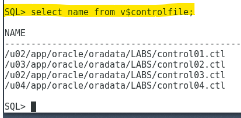 SQL> select name from v$controlfile;
NAME
--------------------------------------------
/u02/app/oracle/oradata/LABS/control01.ctl
/u03/app/oracle/oradata/LABS/control02.ctl
/u02/app/oracle/oradata/LABS/control03.ctl
/u04/app/oracle/oradata/LABS/control04.ctl
SQL>